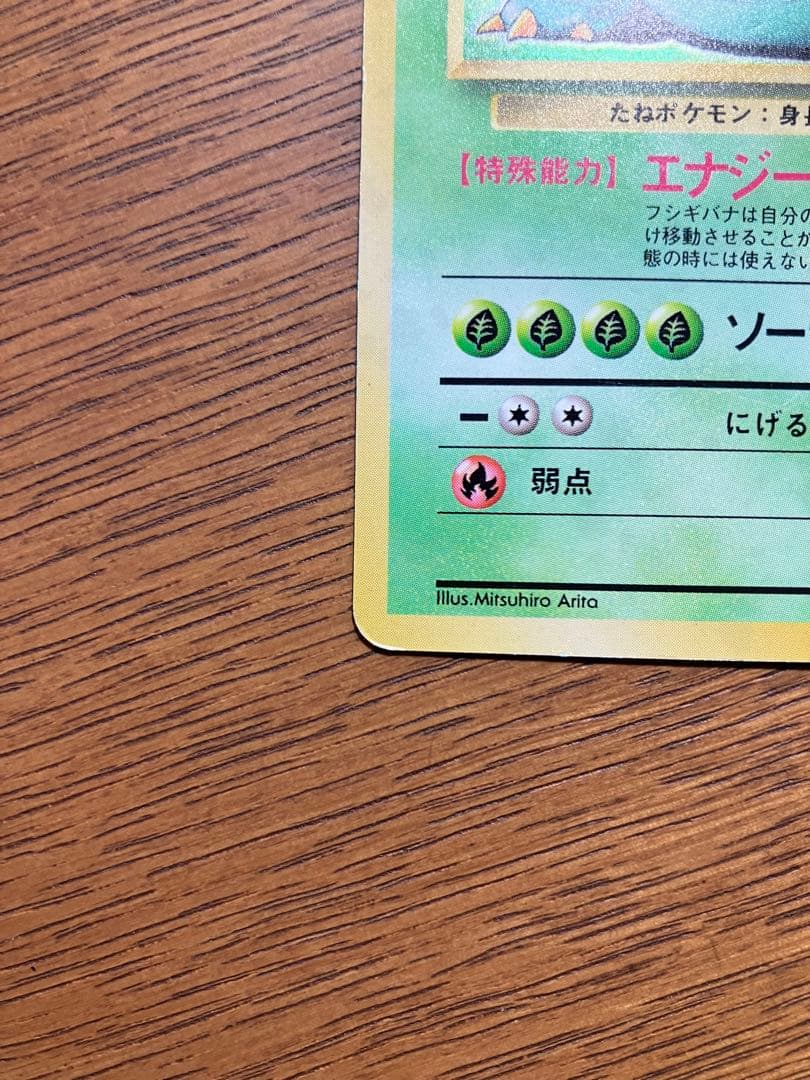 たねポケモン：身長
【特殊能力】 エナジー
フシギバナは自分の
け移動させることが
態の時には使えない
ソー
ー にげる
弱点
Illus.Mitsuhiro Arita